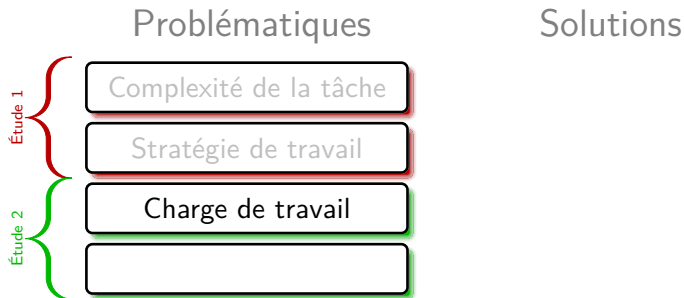 Problématiques
Solutions
Étude 1
Complexité de la tâche
Stratégie de travail
Étude 2
Charge de travail